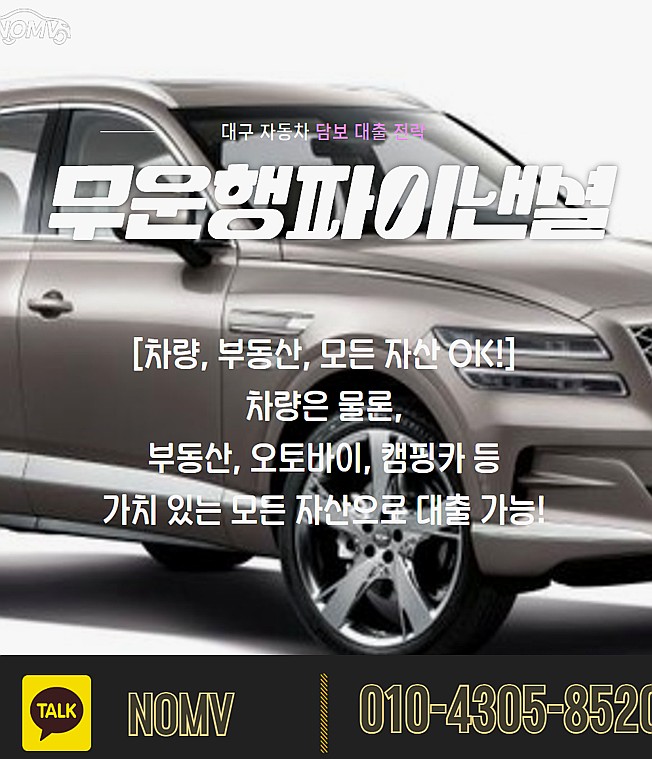 NOMV
대구 자동차 담보 대출 전략
무운행파이낸셜
[차량, 부동산, 모든 자산 OK!]
차량은 물론,
부동산, 오토바이, 캠핑카 등
가치 있는 모든 자산으로 대출 가능!
TALK
NOMV
010-4305-8520